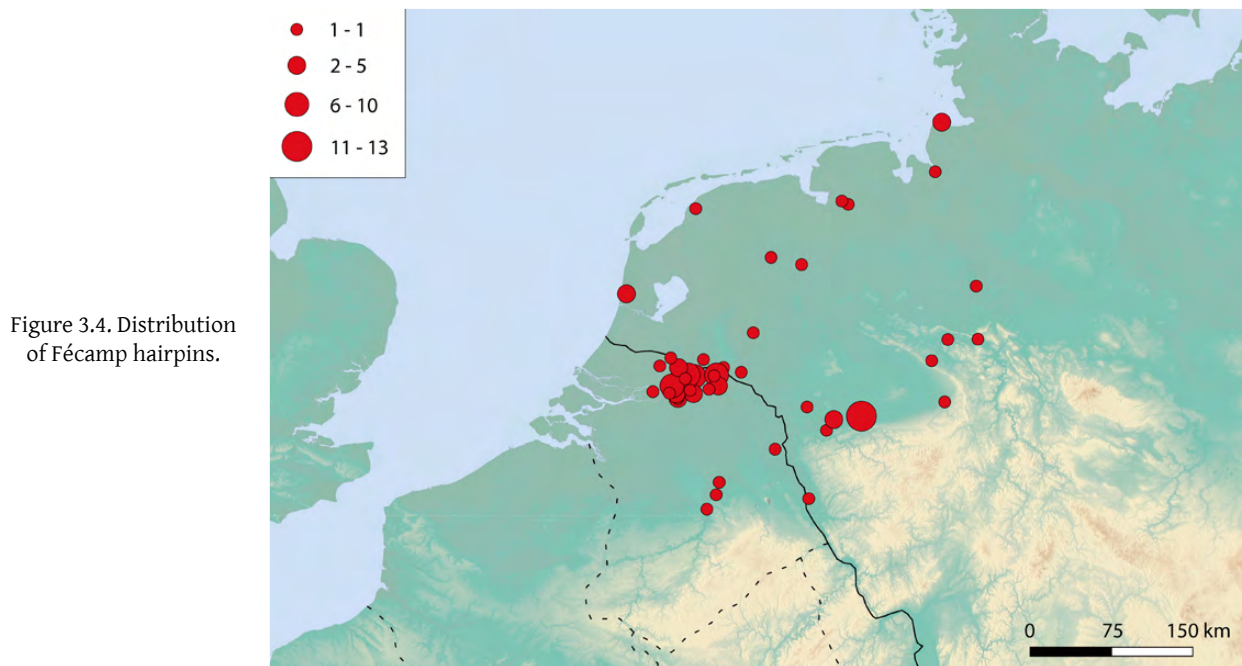 1 - 1
2 - 5
6 - 10
11 - 13
Figure 3.4. Distribution
of Fécamp hairpins.
0 75 150 km